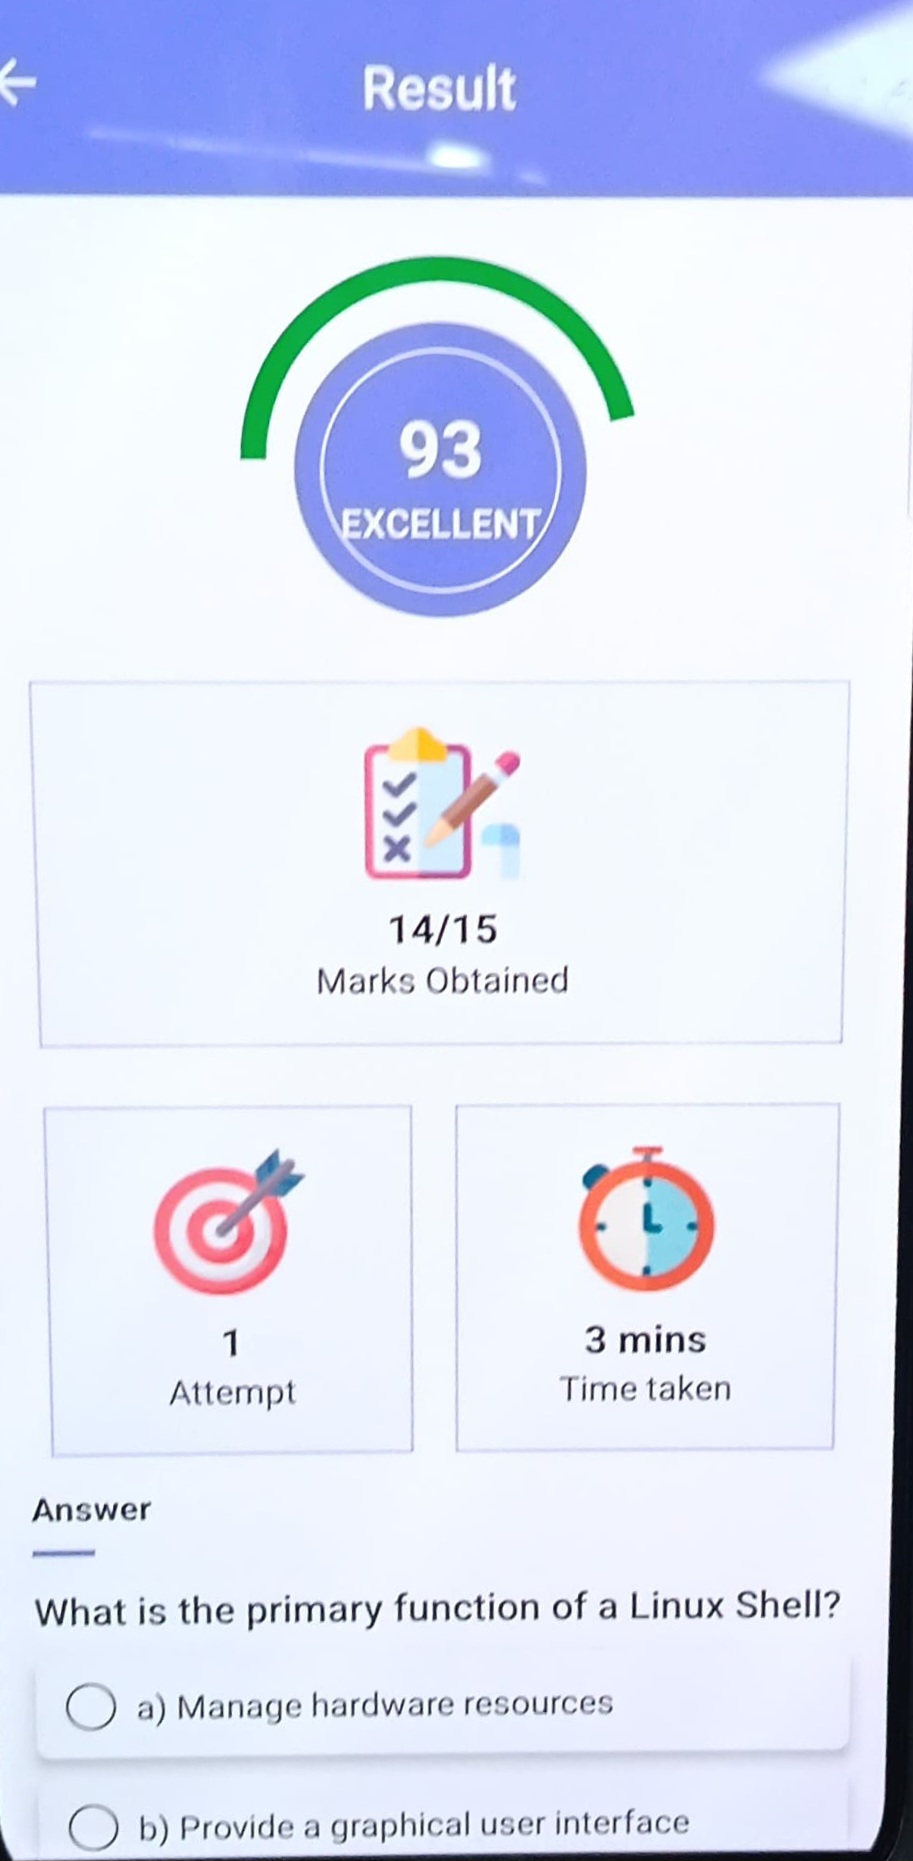 Result
93
EXCELLENT
14/15
Marks Obtained
1
Attempt
3 mins
Time taken
Answer
What is the primary function of a Linux Shell?
a) Manage hardware resources
b) Provide a graphical user interface